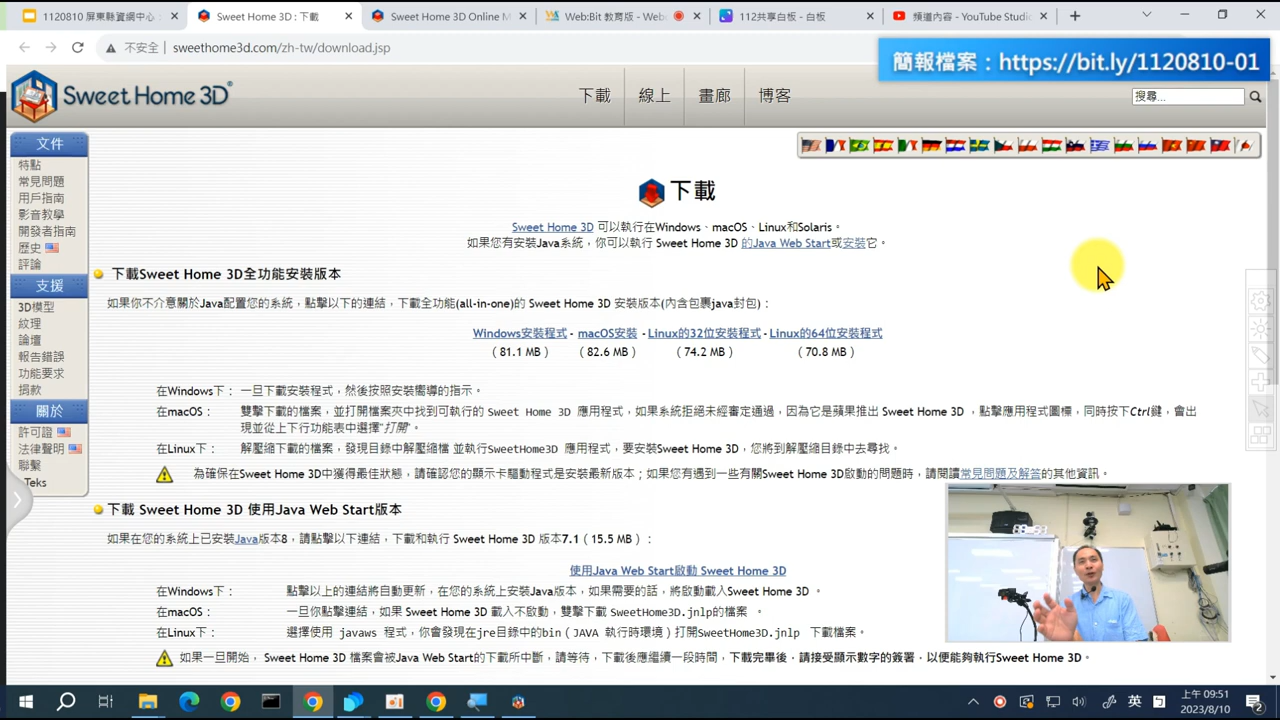 1120810 屏東縣資網中心
Sweet Home 3D : 下載
Sweet Home 3D Online M
Web:Bit 教育版 - Web
112共享白板 - 白板
頻道內容 - YouTube Studio
不安全
sweethome3d.com/zh-tw/download.jsp
簡報檔案：https://bit.ly/1120810-01
Sweet Home 3D®
下載
線上
畫廊
博客
搜尋...
文件
特點
常見問題
用戶指南
影音教學
開發者指南
歷史
評論
支援
3D模型
紋理
論壇
報告錯誤
功能要求
捐款
關於
許可證
法律聲明
聯繫
eTeks
下載
Sweet Home 3D 可以執行在Windows、macOS、Linux和Solaris。
如果您有安裝Java系統，你可以執行 Sweet Home 3D 的Java Web Start或安裝它。
下載Sweet Home 3D全功能安裝版本
如果你不介意關於Java配置您的系統，點擊以下的連結，下載全功能(all-in-one)的 Sweet Home 3D 安裝版本(內含包裹java封包)：
Windows安裝程式 - macOS安裝 - Linux的32位安裝程式 - Linux的64位安裝程式
（81.1 MB） （82.6 MB） （74.2 MB） （70.8 MB）
在Windows下： 一旦下載安裝程式，然後按照安裝嚮導的指示。
在macOS： 雙擊下載的檔案，並打開檔案夾中找到可執行的 Sweet Home 3D 應用程式，如果系統拒絕未經審定通過，因為它是蘋果推出 Sweet Home 3D ，點擊應用程式圖標，同時按下Ctrl鍵，會出
現並從上下行功能表中選擇"打開"。
在Linux下： 解壓縮下載的檔案，發現目錄中解壓縮檔 並執行SweetHome3D 應用程式，要安裝Sweet Home 3D，您將到解壓縮目錄中去尋找。
為確保在Sweet Home 3D中獲得最佳狀態，請確認您的顯示卡驅動程式是安裝最新版本；如果您有遇到一些有關Sweet Home 3D啟動的問題時，請閱讀常見問題及解答的其他資訊。
下載 Sweet Home 3D 使用Java Web Start版本
如果在您的系統上已安裝Java版本8，請點擊以下連結，下載和執行 Sweet Home 3D 版本7.1（15.5 MB）：
使用Java Web Start啟動 Sweet Home 3D
在Windows下： 點擊以上的連結將自動更新，在您的系統上安裝Java版本，如果需要的話，將啟動載入Sweet Home 3D 。
在macOS： 一旦你點擊連結，如果 Sweet Home 3D 載入不啟動，雙擊下載 SweetHome3D.jnlp的檔案 。
在Linux下： 選擇使用 javaws 程式，你會發現在jre目錄中的bin（JAVA 執行時環境）打開SweetHome3D.jnlp 下載檔案。
如果一旦開始， Sweet Home 3D 檔案會被Java Web Start的下載所中斷，請等待，下載後應繼續一段時間，下載完畢後，請接受顯示數字的簽署，以便能夠執行Sweet Home 3D。
英
上午 09:51
2023/8/10
2